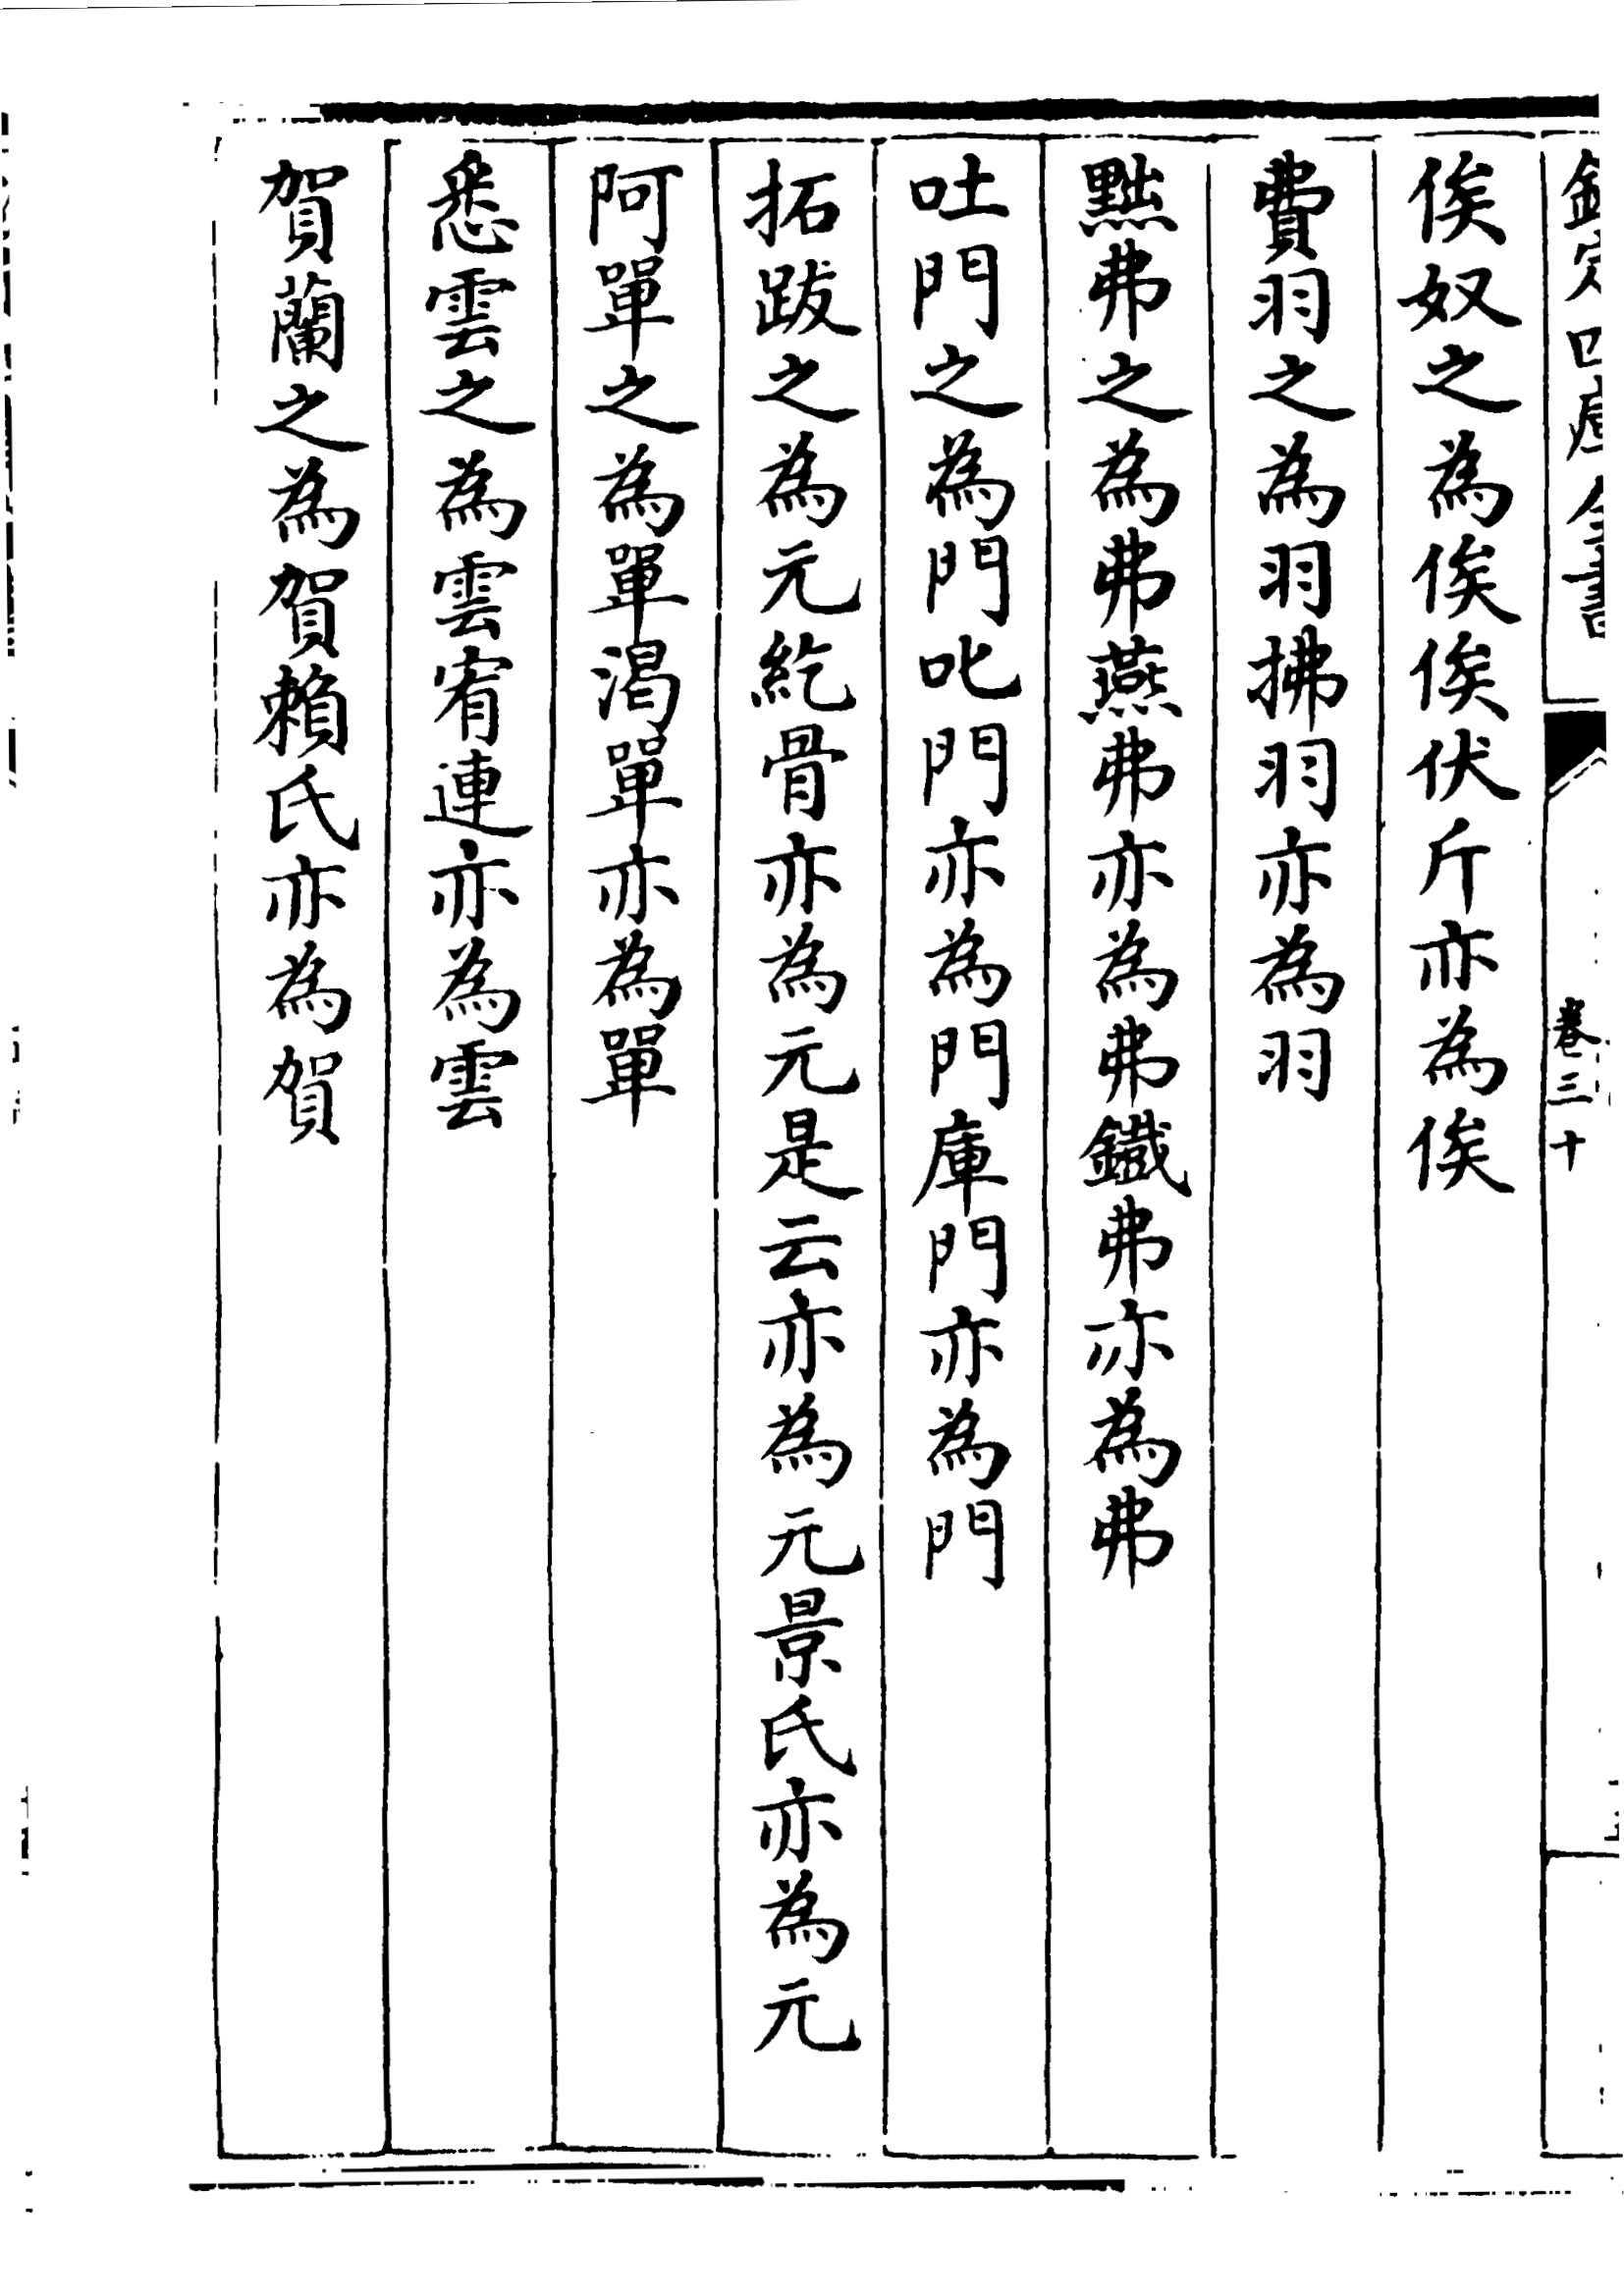 欽定四庫全書 卷三十
俟奴之為俟俟伏斤亦為俟
費羽之為羽拂羽亦為羽
黜弗之為弗燕弗亦為弗鐵弗亦為弗
吐門之為門叱門亦為門庫門亦為門
拓跋之為元紇骨亦為元是云亦為元景氏亦為元
阿單之為單渴單亦為單
悉雲之為雲宥連亦為雲
賀蘭之為賀賴氏亦為賀